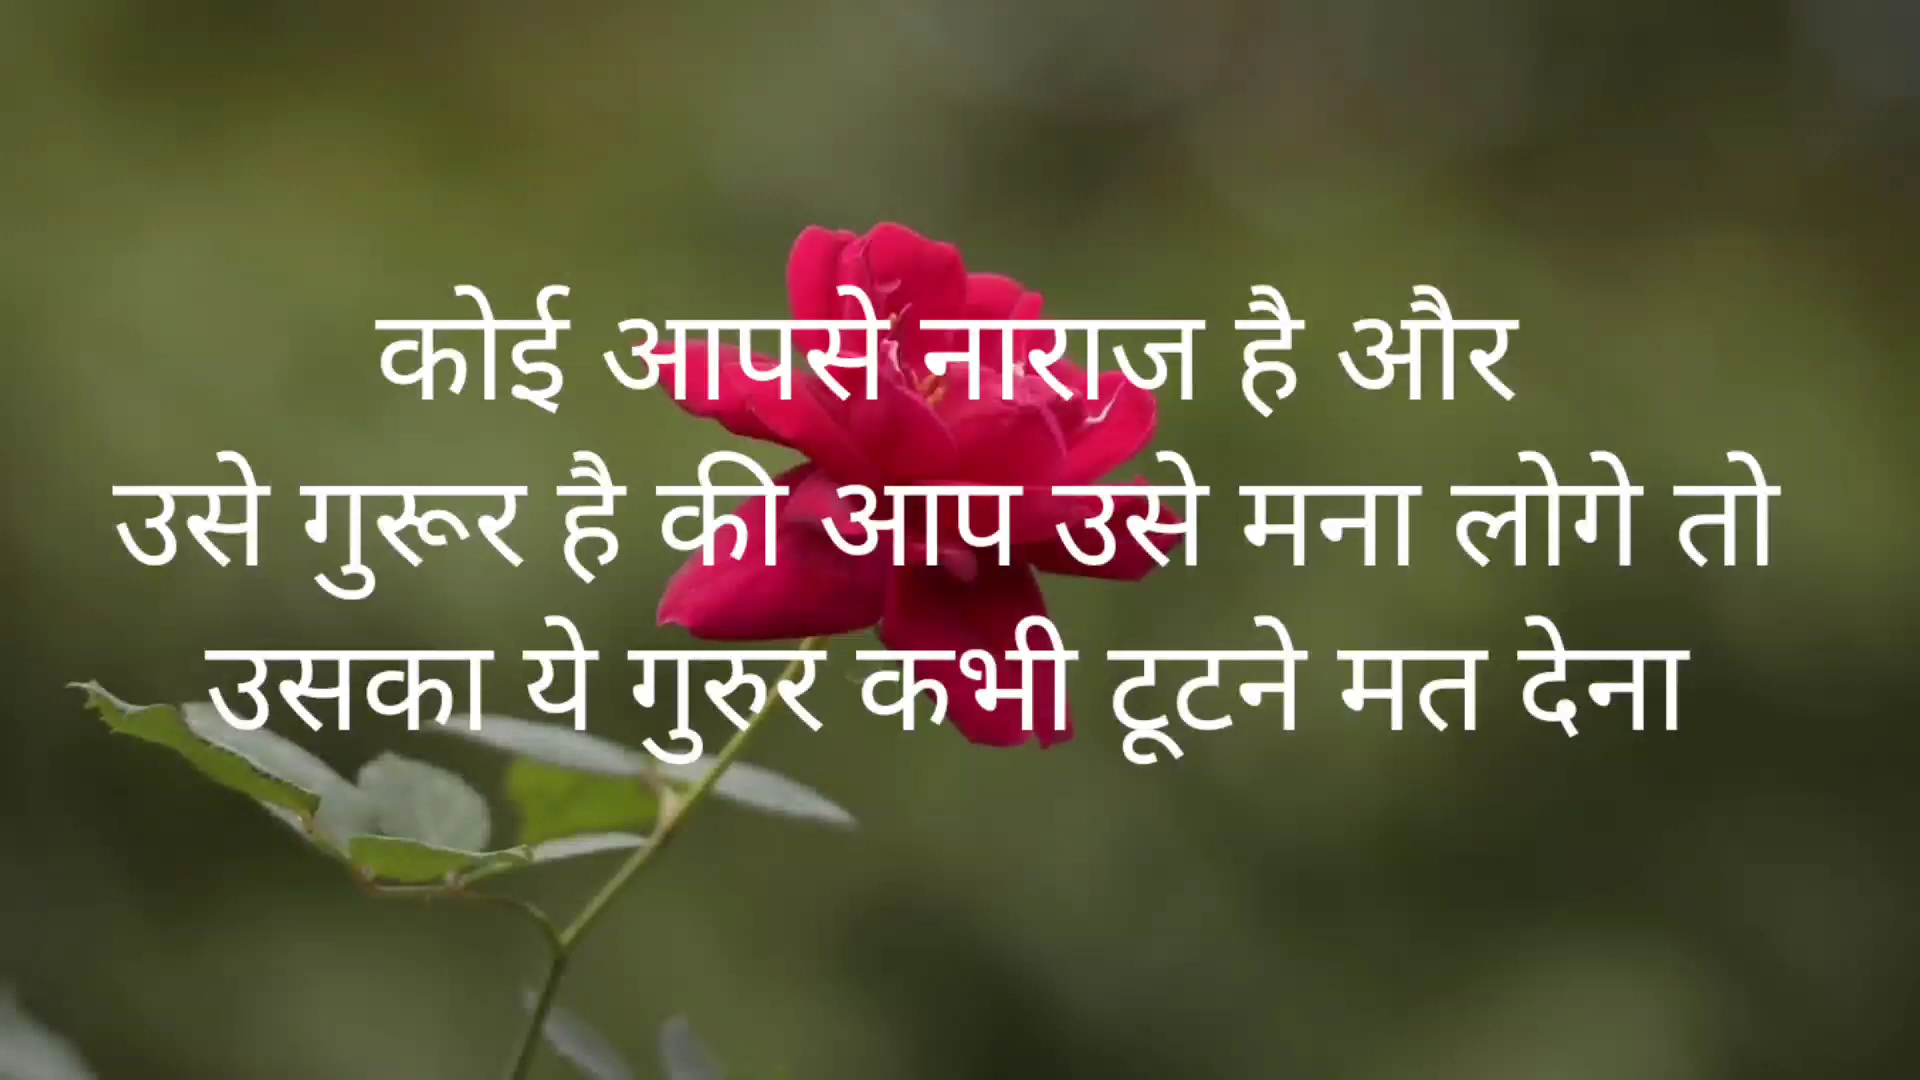 कोई आपसे नाराज है और
उसे गुरूर है की आप उसे मना लोगे तो
उसका ये गुरुर कभी टूटने मत देना